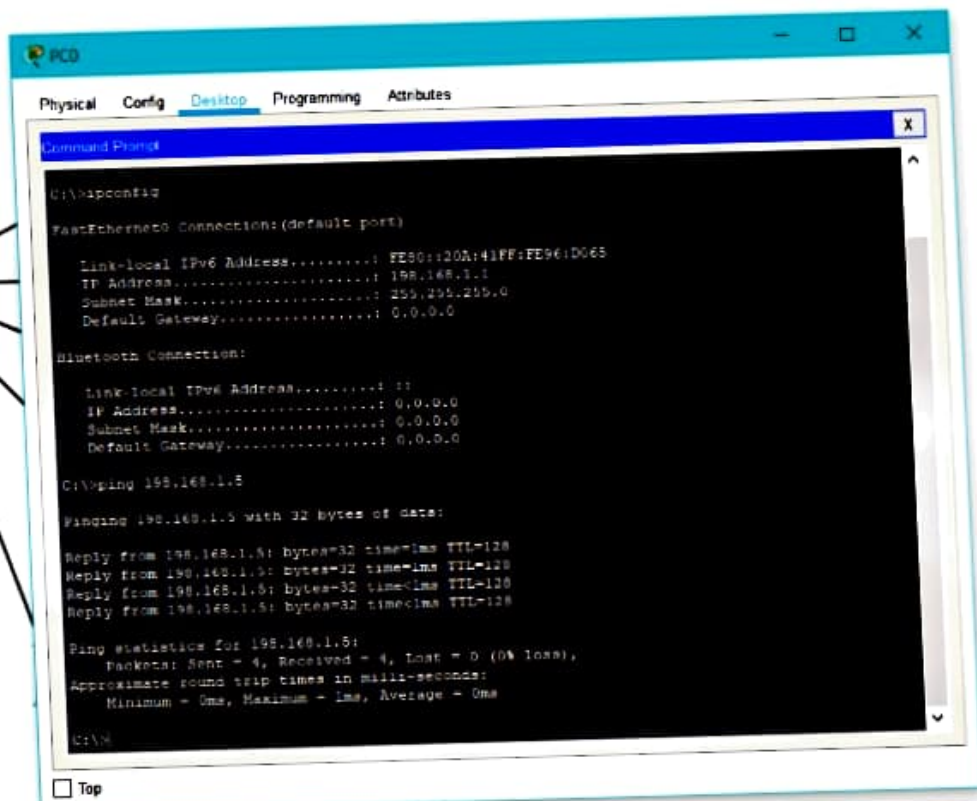 PC0
Physical Config Desktop Programming Attributes
Command Prompt X
C:\>ipconfig
FastEthernet0 Connection:(default port)
Link-local IPv6 Address.........: FE80::20A:41FF:FE96:D065
IP Address......................: 198.168.1.1
Subnet Mask.....................: 255.255.255.0
Default Gateway.................: 0.0.0.0
Bluetooth Connection:
Link-local IPv6 Address.........: ::
IP Address......................: 0.0.0.0
Subnet Mask.....................: 0.0.0.0
Default Gateway.................: 0.0.0.0
C:\>ping 198.168.1.5
Pinging 198.168.1.5 with 32 bytes of data:
Reply from 198.168.1.5: bytes=32 time=1ms TTL=128
Reply from 198.168.1.5: bytes=32 time=1ms TTL=128
Reply from 198.168.1.5: bytes=32 time<1ms TTL=128
Reply from 198.168.1.5: bytes=32 time<1ms TTL=128
Ping statistics for 198.168.1.5:
Packets: Sent = 4, Received = 4, Lost = 0 (0% loss),
Approximate round trip times in milli-seconds:
Minimum = 0ms, Maximum = 1ms, Average = 0ms
C:\>
Top